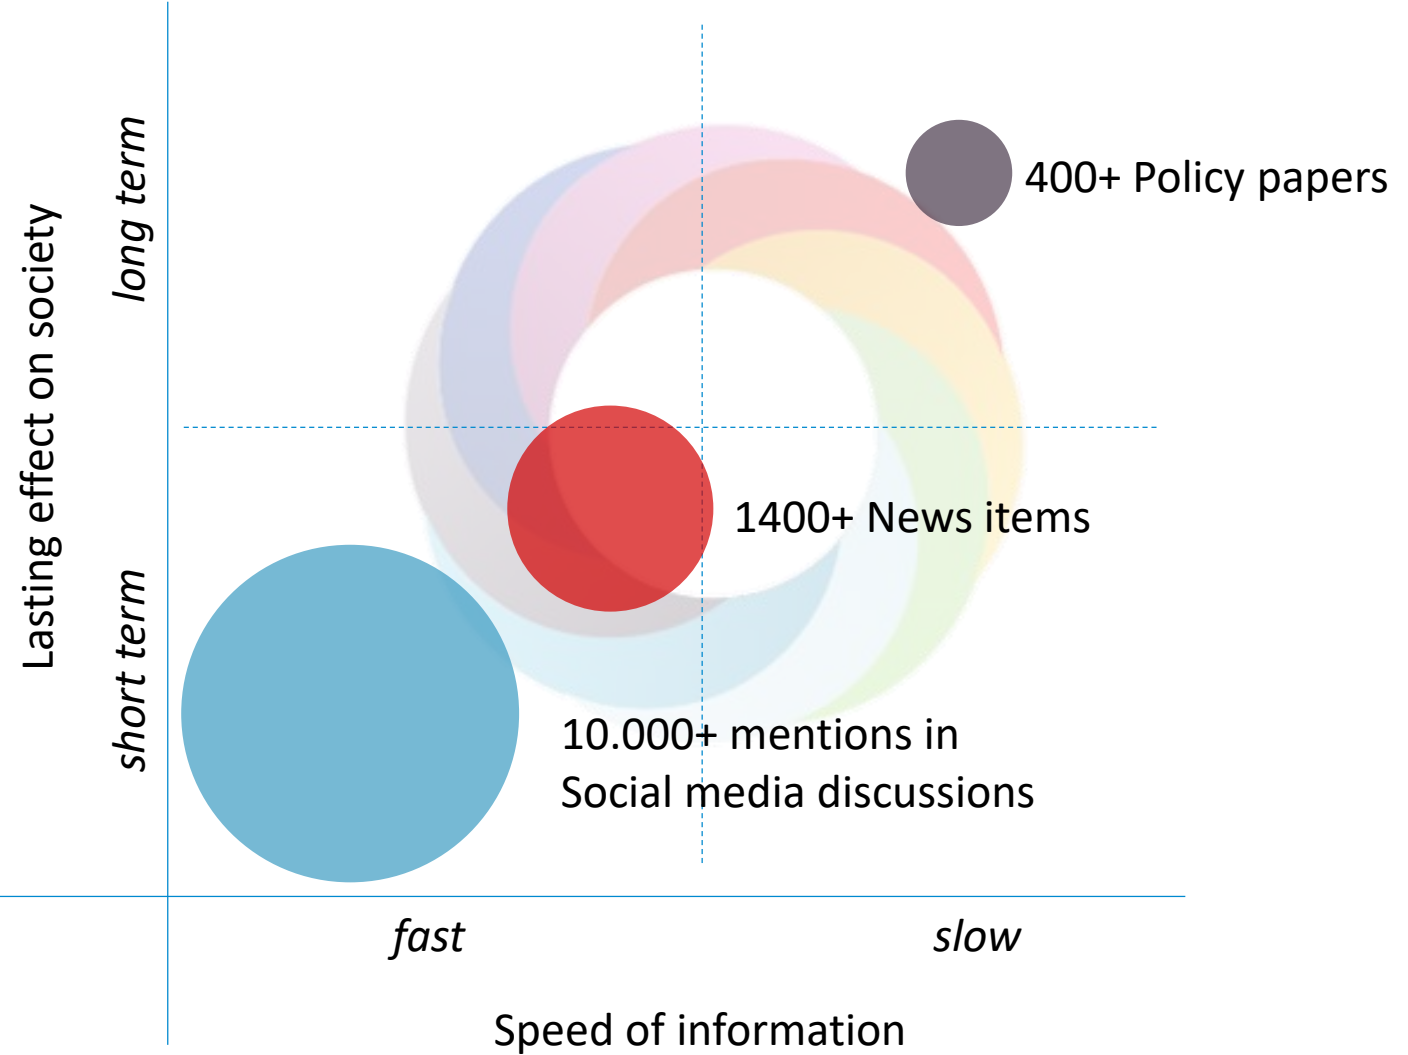 Lasting effect on society
long term
short term
400+ Policy papers
1400+ News items
10.000+ mentions in
Social media discussions
fast
slow
Speed of information